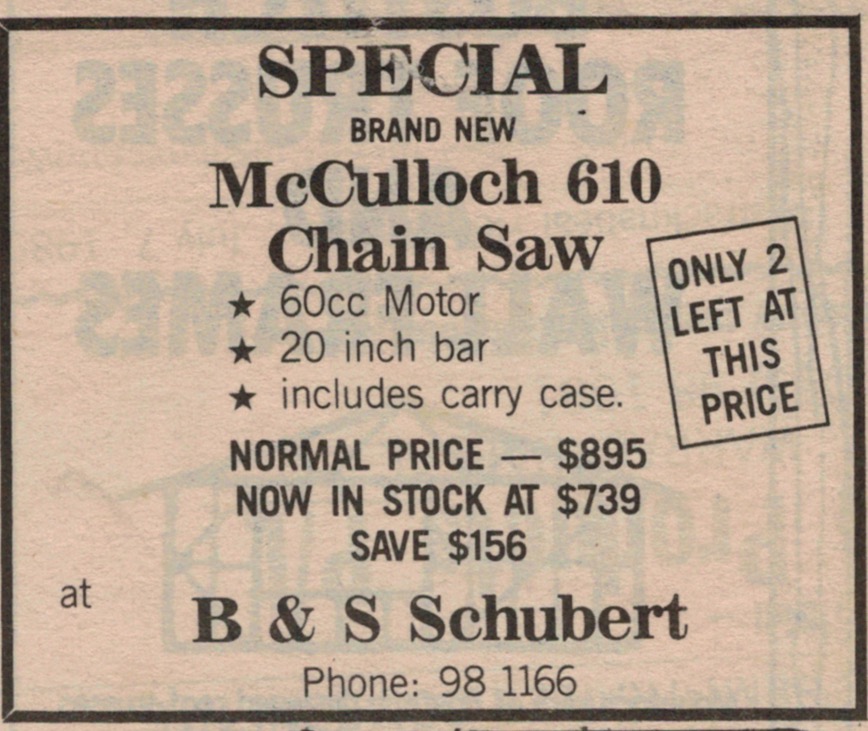 SPECIAL
BRAND NEW
McCulloch 610
Chain Saw
★ 60cc Motor
★ 20 inch bar
★ includes carry case.
ONLY 2
LEFT AT
THIS
PRICE
NORMAL PRICE — $895
NOW IN STOCK AT $739
SAVE $156
at
B & S Schubert
Phone: 98 1166